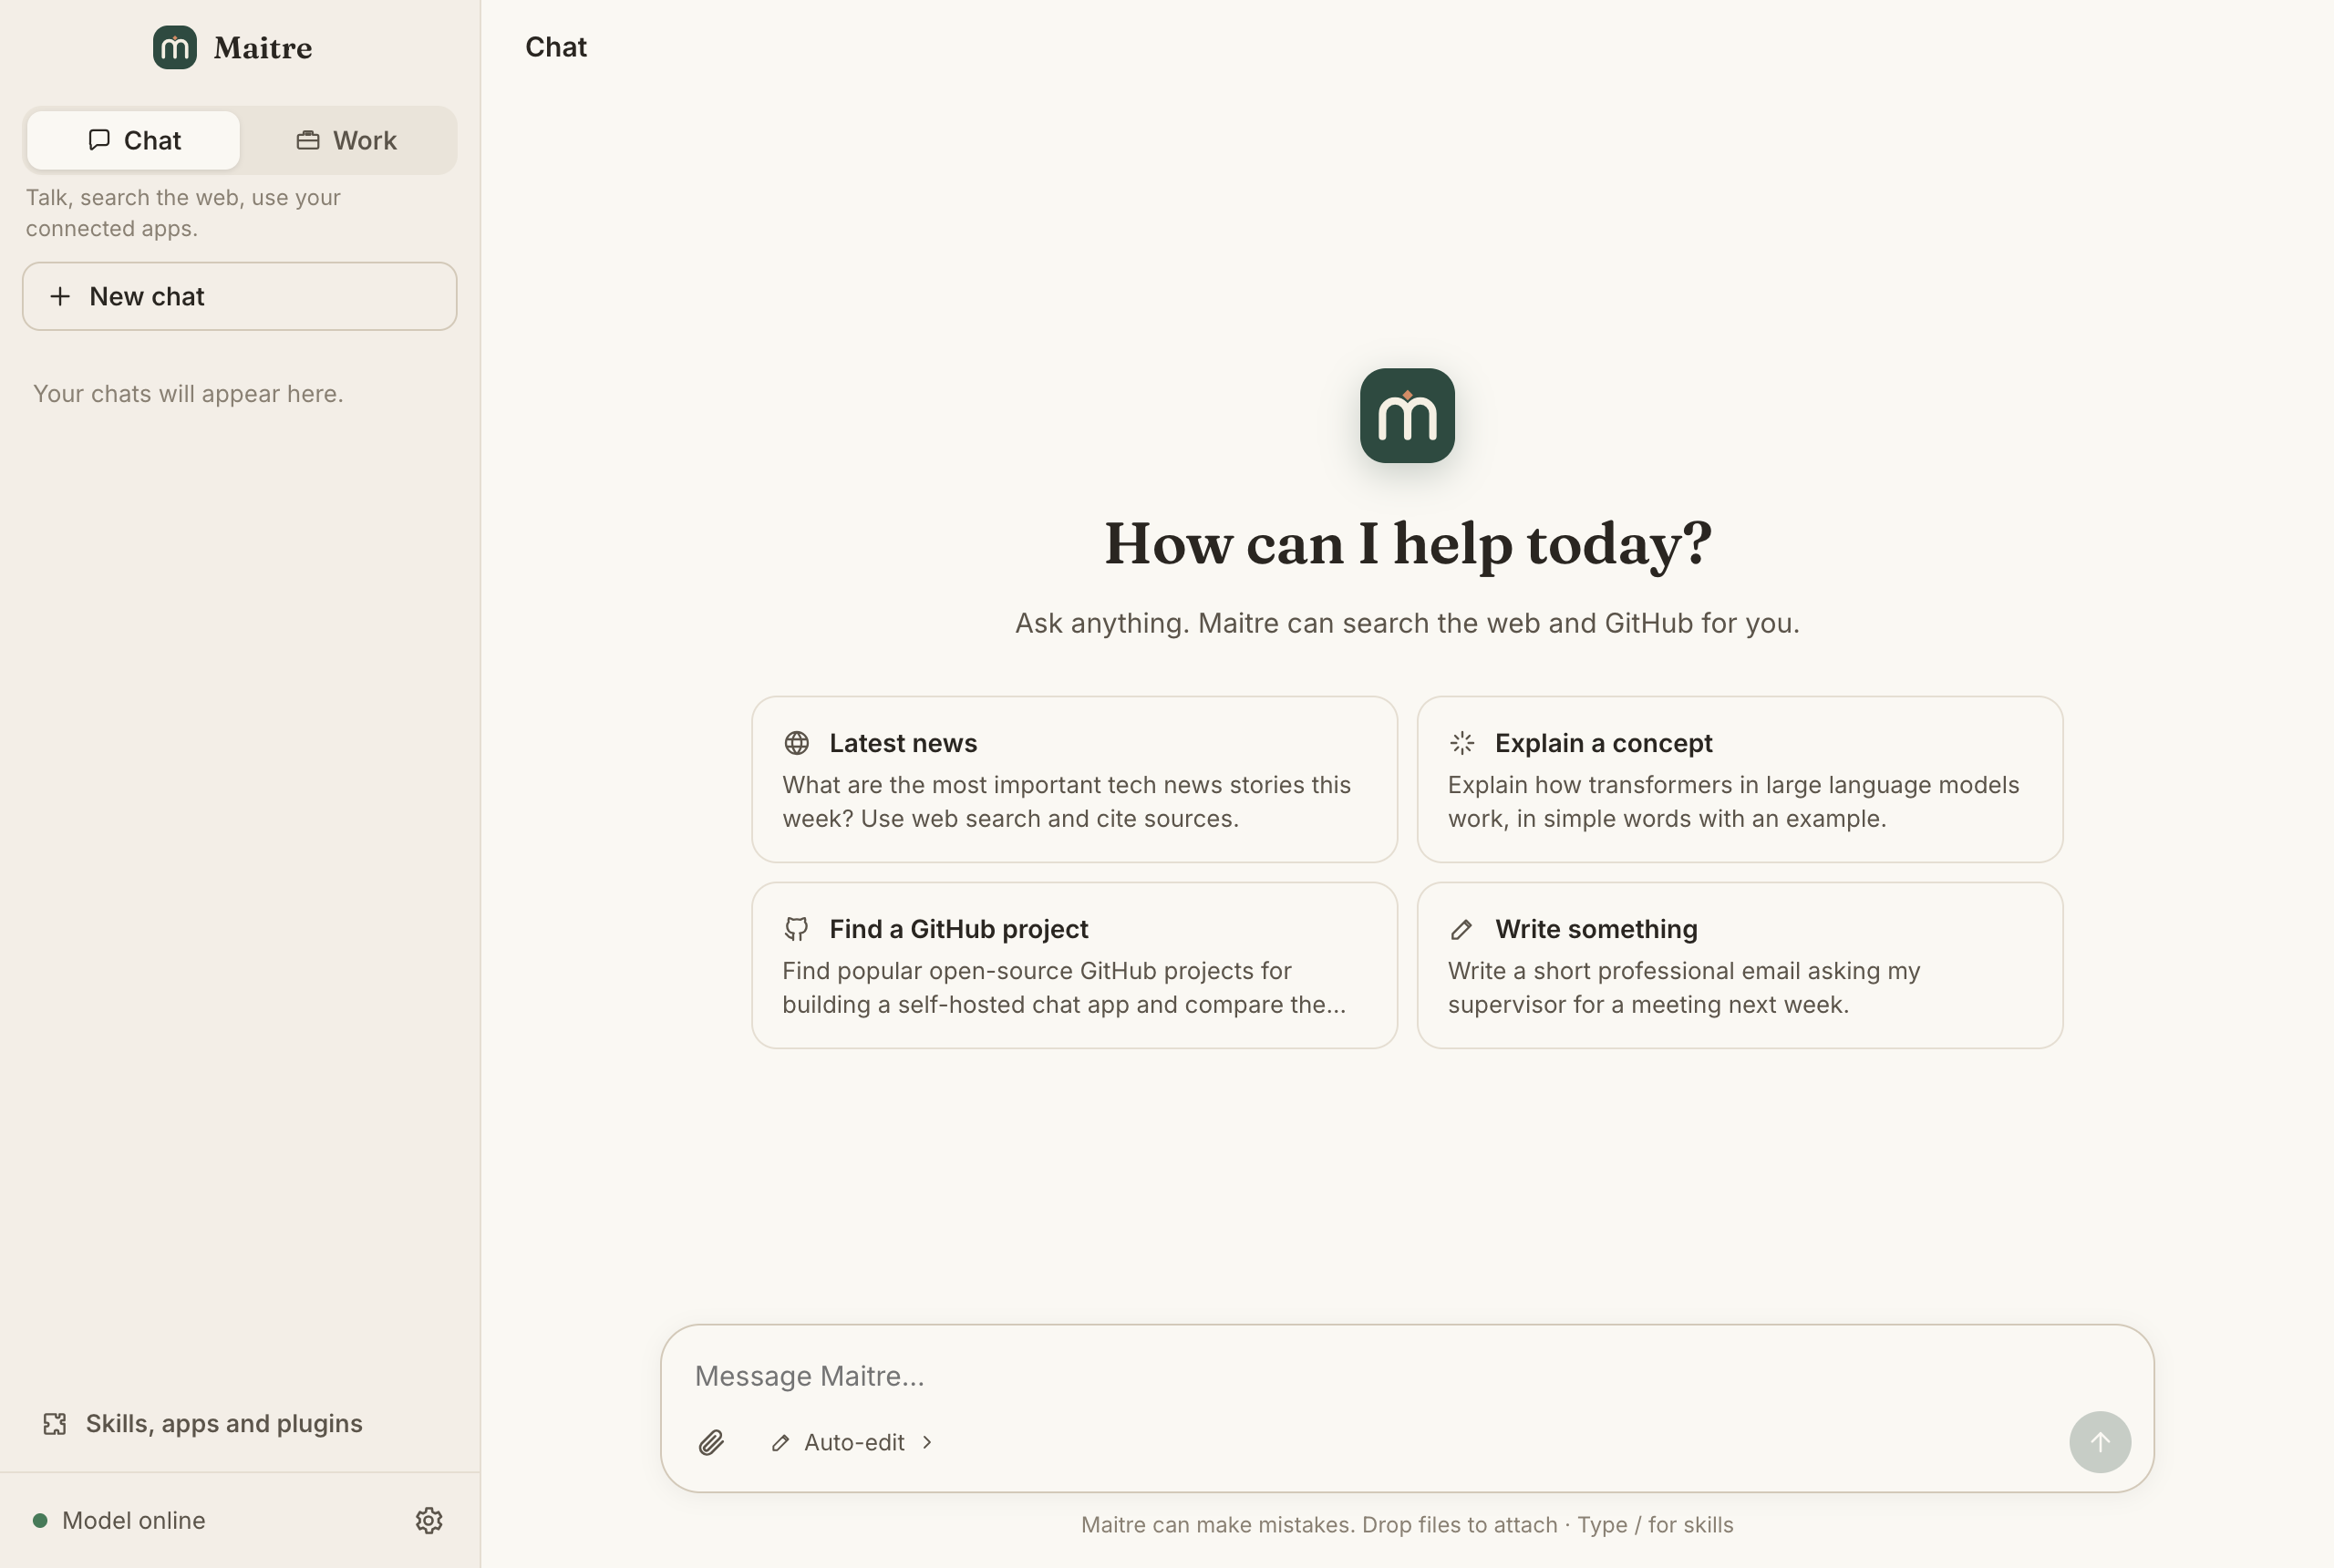 Maitre
Chat
Work
Talk, search the web, use your
connected apps.
New chat
Your chats will appear here.
Skills, apps and plugins
Model online
Chat
How can I help today?
Ask anything. Maitre can search the web and GitHub for you.
Latest news
What are the most important tech news stories this
week? Use web search and cite sources.
Explain a concept
Explain how transformers in large language models
work, in simple words with an example.
Find a GitHub project
Find popular open-source GitHub projects for
building a self-hosted chat app and compare the…
Write something
Write a short professional email asking my
supervisor for a meeting next week.
Message Maitre…
Auto-edit
Maitre can make mistakes. Drop files to attach · Type / for skills